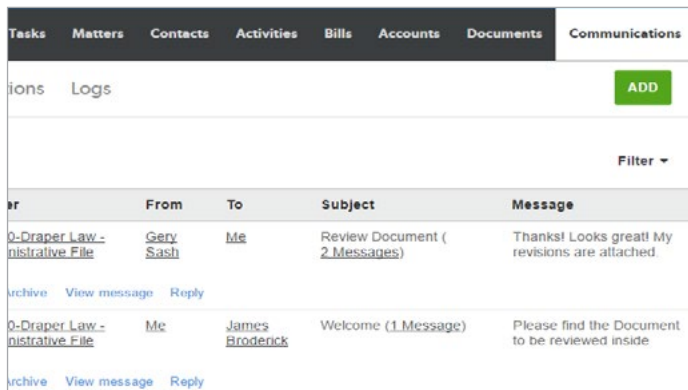 Tasks Matters Contacts Activities Bills Accounts Documents Communications
ions Logs ADD
Filter
er From To Subject Message
0-Draper Law - Gery Me Review Document ( Thanks! Looks great! My
nistrative File Sash 2 Messages) revisions are attached.
Archive View message Reply
0-Draper Law - Me James Welcome (1 Message) Please find the Document
nistrative File Broderick to be reviewed inside
Archive View message Reply